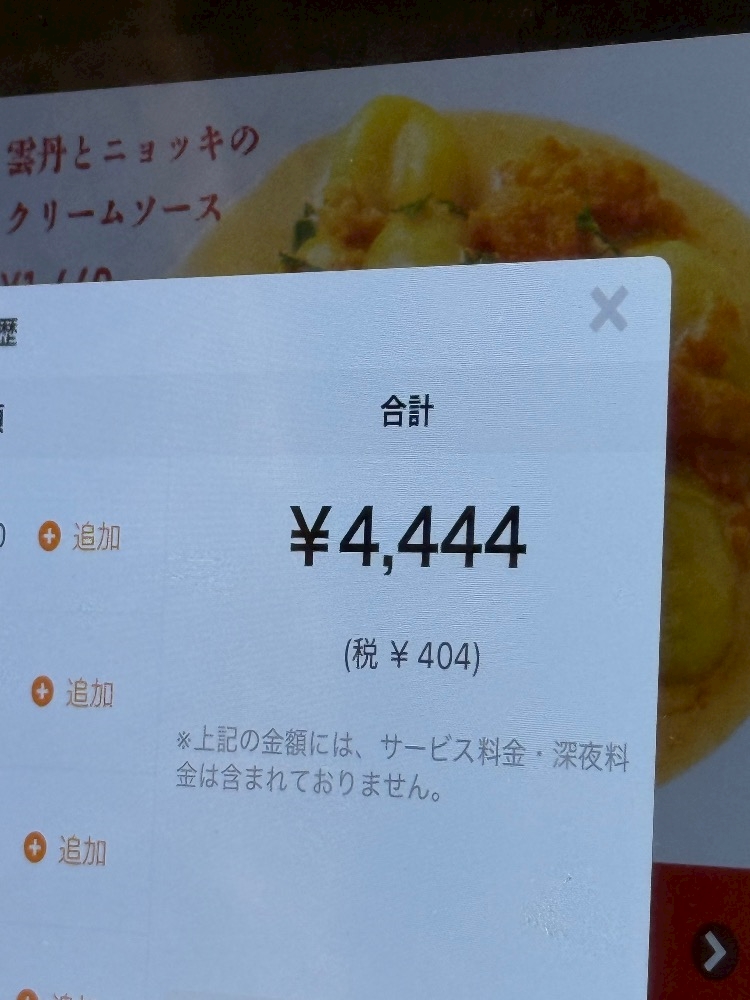 雲丹とニョッキの
クリームソース
歴
合計
追加
¥4,444
(税 ¥ 404)
追加
※上記の金額には、サービス料金・深夜料
金は含まれておりません。
追加
追加